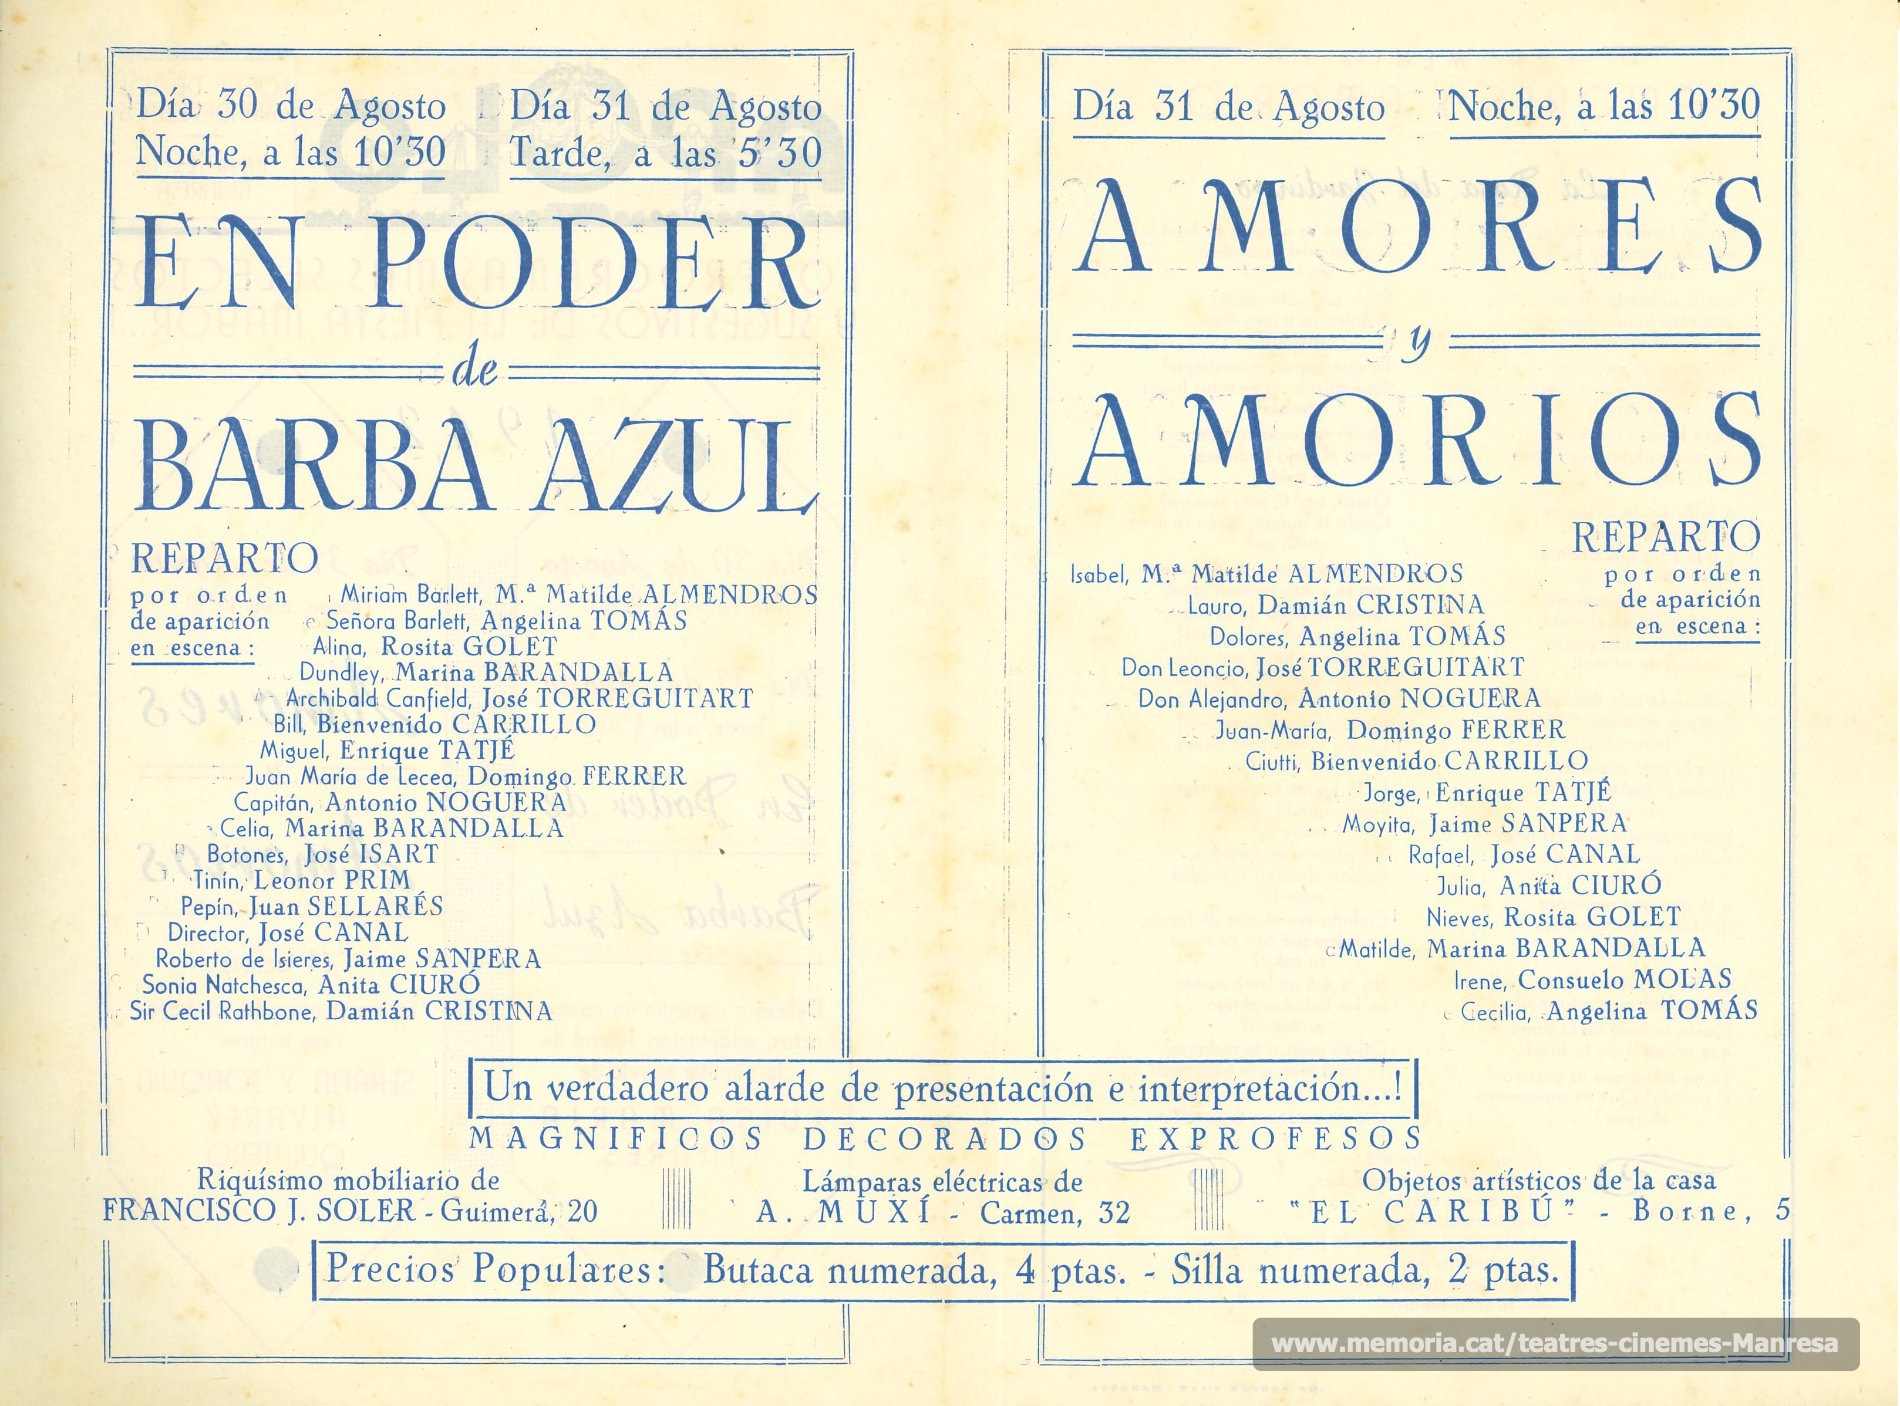 Día 30 de Agosto
Noche, a las 10'30
Día 31 de Agosto
Tarde, a las 5'30
EN PODER
de
BARBA AZUL
REPARTO
por orden
de aparición
en escena:
Miriam Barlett, M.ª Matilde ALMENDROS
Señora Barlett, Angelina TOMÁS
Alina, Rosita GOLET
Dundley, Marina BARANDALLA
Archibald Canfield, José TORREGUITART
Bill, Bienvenido CARRILLO
Miguel, Enrique TATJÉ
Juan María de Lecea, Domingo FERRER
Capitán, Antonio NOGUERA
Celia, Marina BARANDALLA
Botones, José ISART
Tinín, Leonor PRIM
Pepín, Juan SELLARÉS
Director, José CANAL
Roberto de Isieres, Jaime SANPERA
Sonia Natchesca, Anita CIURÓ
Sir Cecil Rathbone, Damián CRISTINA
Día 31 de Agosto
Noche, a las 10'30
AMORES
y
AMORIOS
REPARTO
por orden
de aparición
en escena:
Isabel, M.ª Matilde ALMENDROS
Lauro, Damián CRISTINA
Dolores, Angelina TOMÁS
Don Leoncio, José TORREGUITART
Don Alejandro, Antonio NOGUERA
Juan-María, Domingo FERRER
Ciutti, Bienvenido CARRILLO
Jorge, Enrique TATJÉ
Moyita, Jaime SANPERA
Rafael, José CANAL
Julia, Anita CIURÓ
Nieves, Rosita GOLET
Matilde, Marina BARANDALLA
Irene, Consuelo MOLAS
Cecilia, Angelina TOMÁS
Un verdadero alarde de presentación e interpretación...!
MAGNIFICOS DECORADOS EXPROFESOS
Riquísimo mobiliario de
FRANCISCO J. SOLER - Guimerá, 20
Lámparas eléctricas de
A. MUXÍ - Carmen, 32
Objetos artísticos de la casa
"EL CARIBÚ" - Borne, 5
Precios Populares: Butaca numerada, 4 ptas. - Silla numerada, 2 ptas.
www.memoria.cat/teatres-cinemes-Manresa